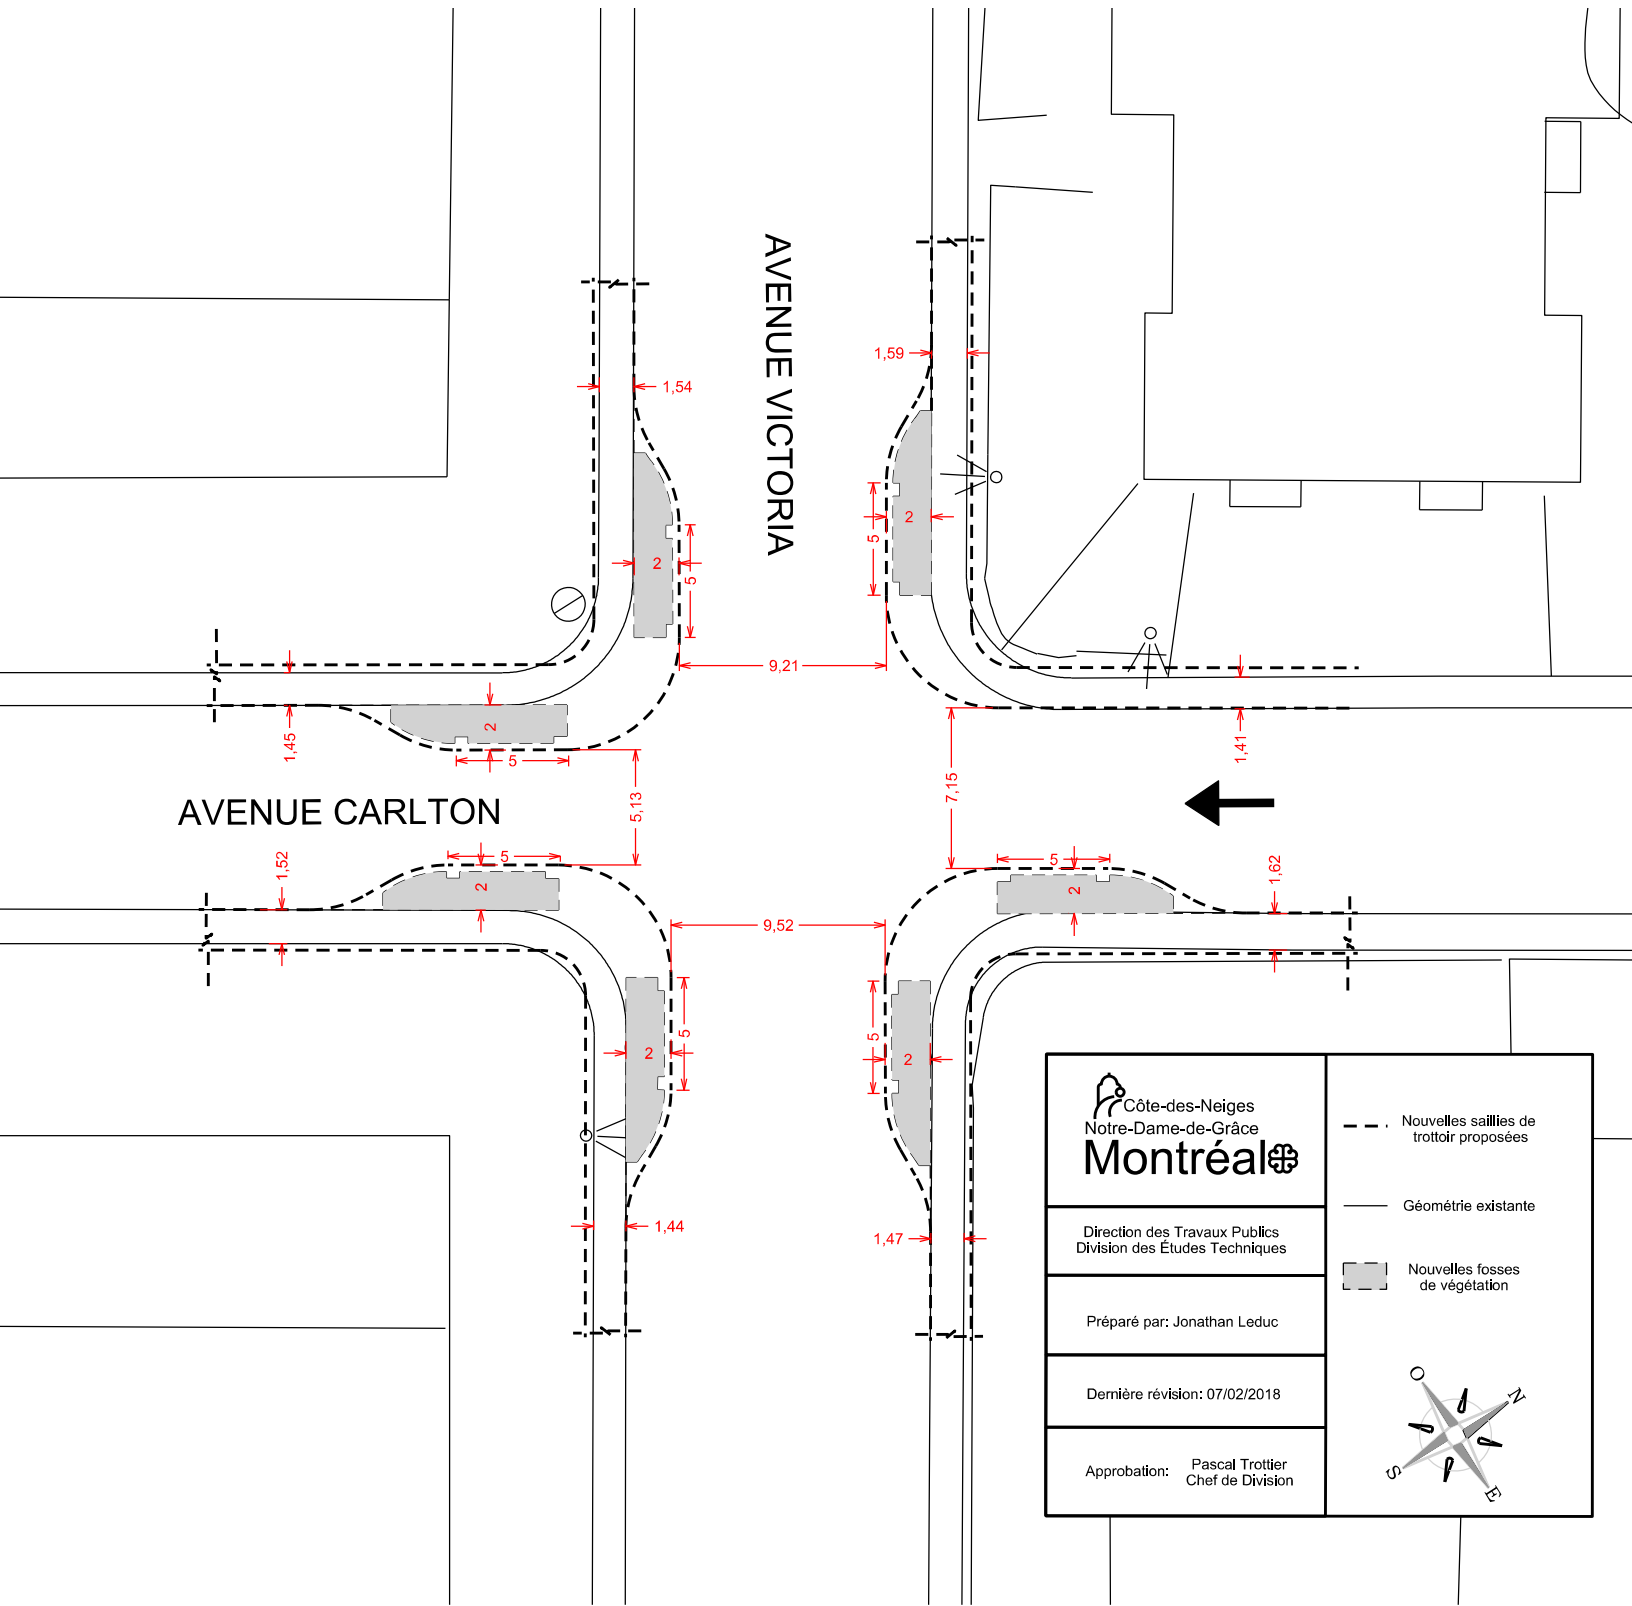 AVENUE VICTORIA
1,59
1,54
2
5
2
5
9,21
1,45
2
5
5,13
7,15
1,41
AVENUE CARLTON
1,52
5
2
5
2
1,62
9,52
2
5
5
2
1,44
1,47
Côte-des-Neiges
Notre-Dame-de-Grâce
Montréal
Direction des Travaux Publics
Division des Études Techniques
Préparé par: Jonathan Leduc
Dernière révision: 07/02/2018
Approbation: Pascal Trottier
Chef de Division
Nouvelles saillies de
trottoir proposées
Géométrie existante
Nouvelles fosses
de végétation
O
N
S
E